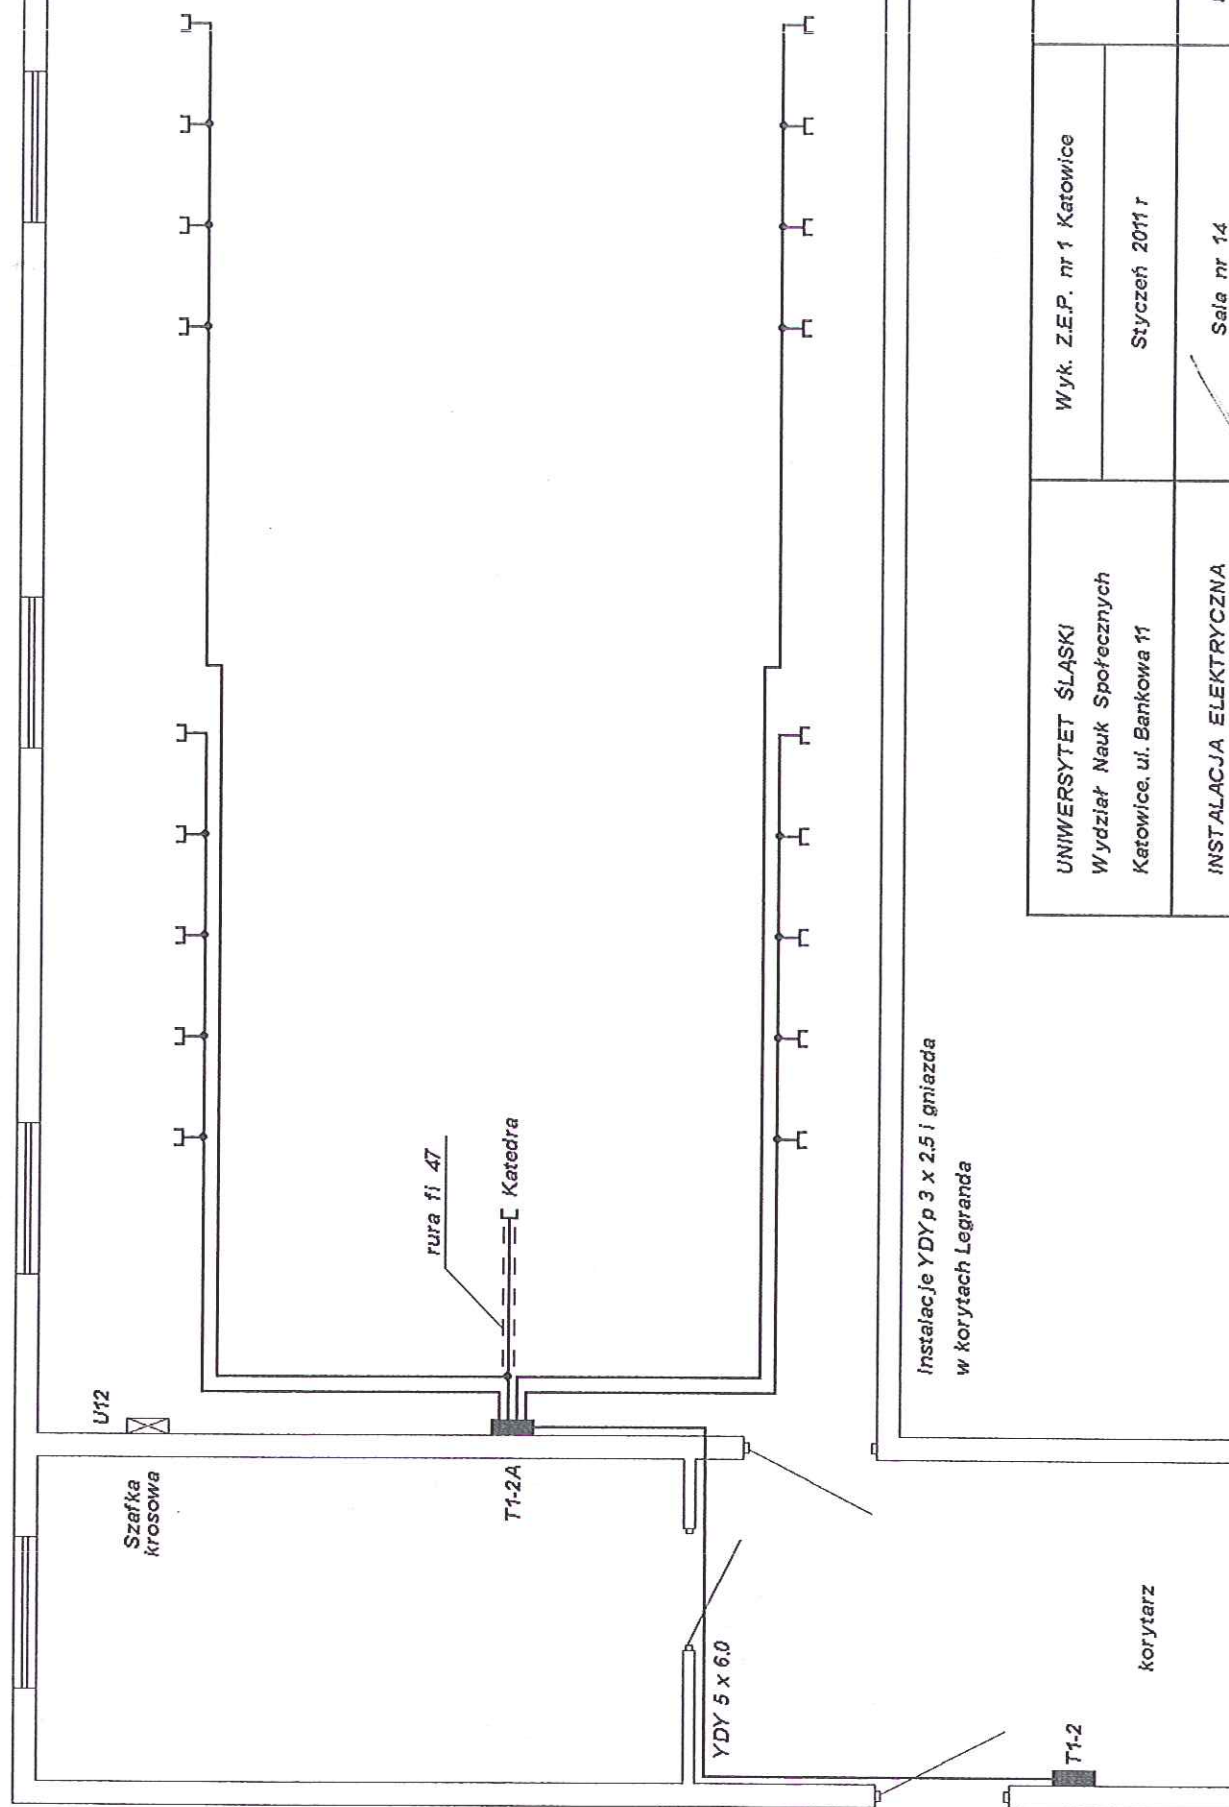 U12
Szafka
krosowa
T1-2A
rura fi 47
Katedra
YDY 5 x 6.0
T1-2
korytarz
Instalacje YDYp 3 x 2.5 i gniazda
w korytach Legranda
UNIWERSYTET ŚLĄSKI
Wydział Nauk Społecznych
Katowice, ul. Bankowa 11
Wyk. Z.E.P. nr 1 Katowice
Styczeń 2011 r
INSTALACJA ELEKTRYCZNA
Sala nr 14